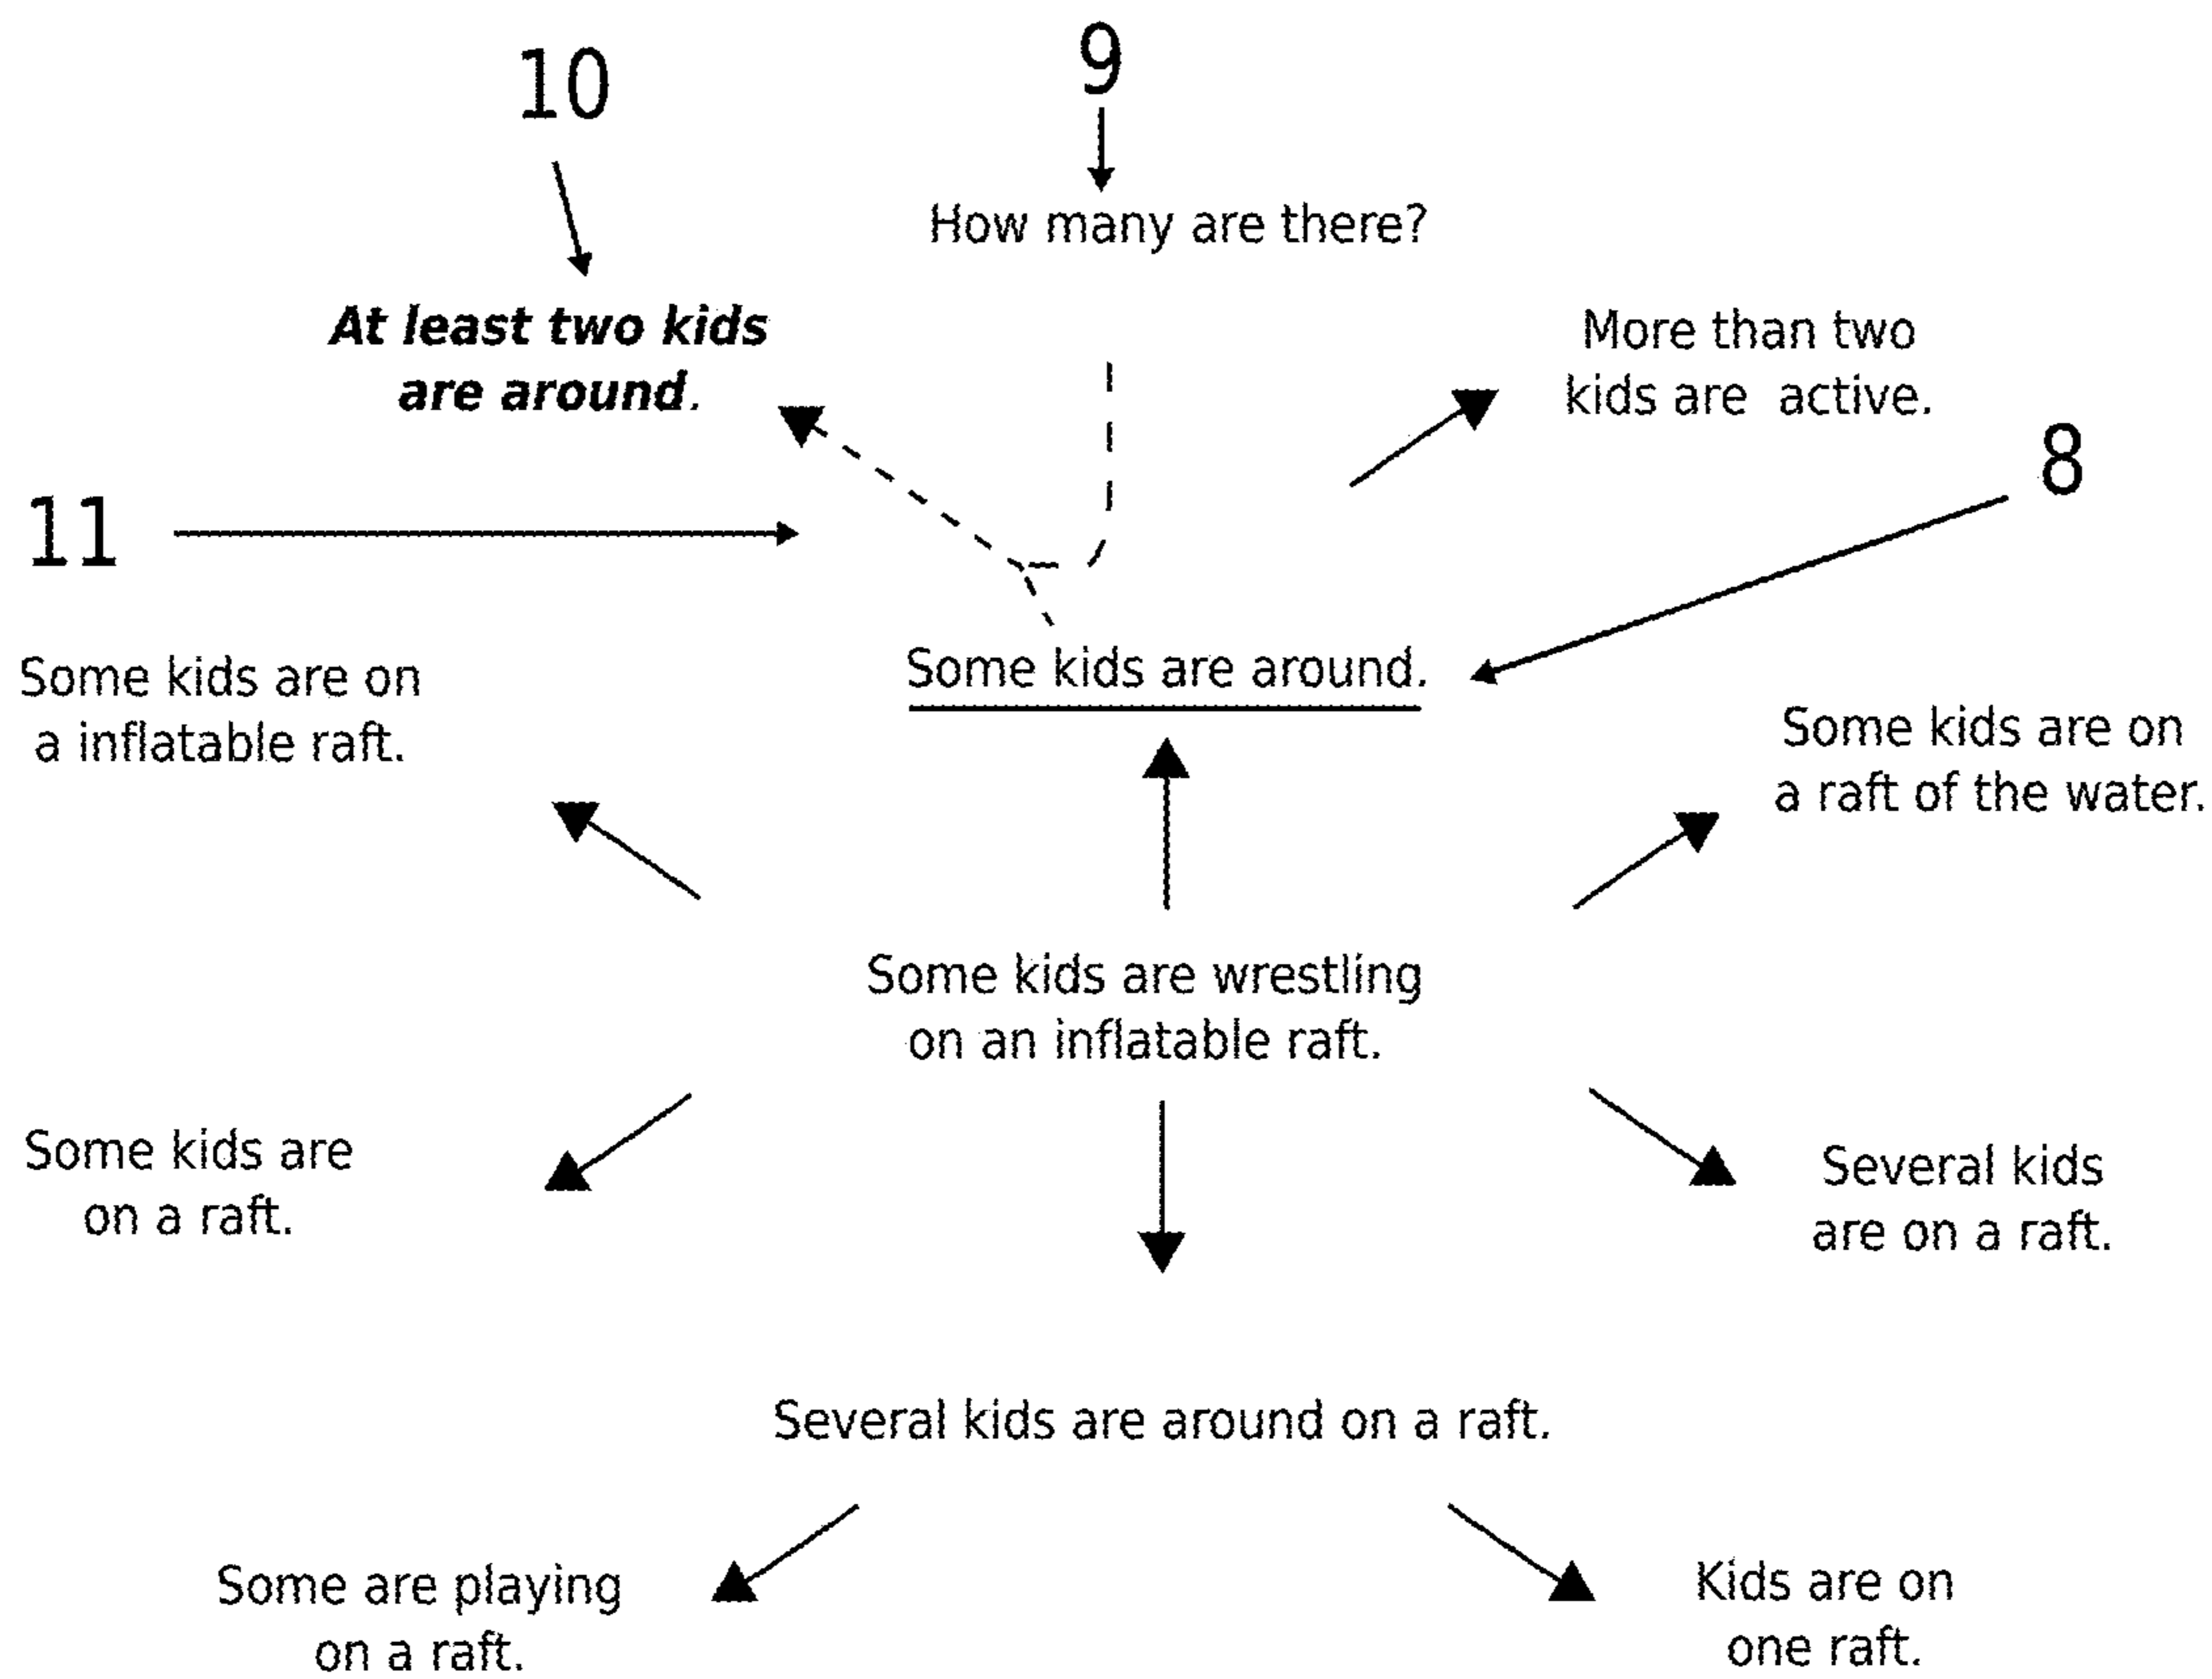 10
9
How many are there?
At least two kids
are around.
More than two
kids are  active.
8
11
Some kids are on
a inflatable raft.
Some kids are around.
Some kids are on
a raft of the water.
Some kids are wrestling
on an inflatable raft.
Some kids are
on a raft.
Several kids
are on a raft.
Several kids are around on a raft.
Some are playing
on a raft.
Kids are on
one raft.